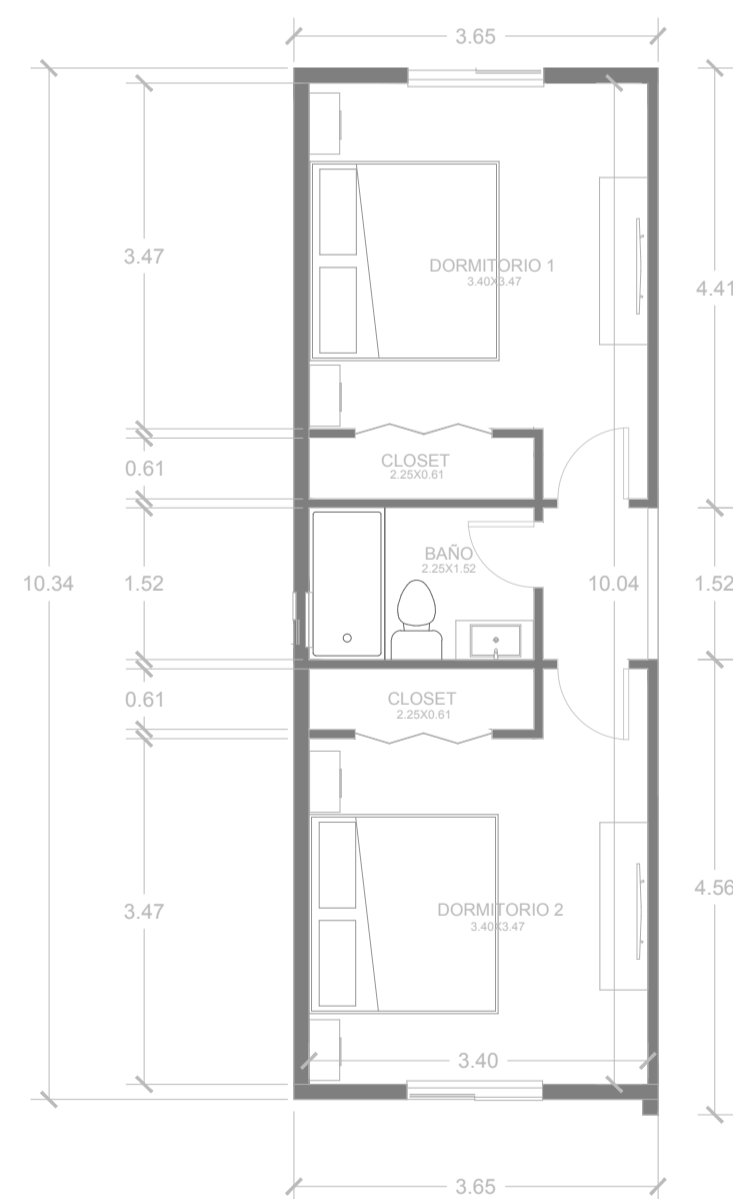 3.65
3.47
DORMITORIO 1
3.40X3.47
4.41
0.61
CLOSET
2.25X0.61
BAÑO
2.25X1.52
10.34
1.52
10.04
1.52
0.61
CLOSET
2.25X0.61
4.56
3.47
DORMITORIO 2
3.40X3.47
3.40
3.65